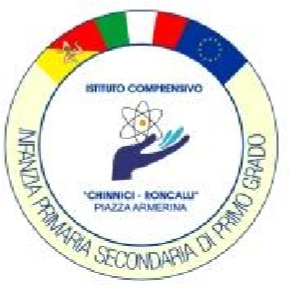 ISTITUTO COMPRENSIVO
"CHINNICI - RONCALLI"
PIAZZA ARMERINA
INFANZIA PRIMARIA SECONDARIA DI PRIMO GRADO